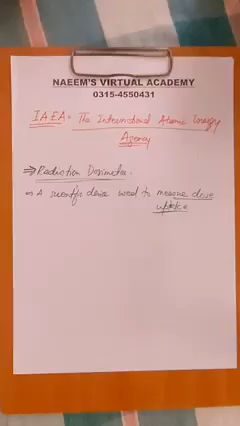 NAEEM'S VIRTUAL ACADEMY
0315-4550431
IAEA= The International Atomic Energy
Agency
⇒ Radiation Dosimeter.
⇒ A scientific device used to measure dose
uptake